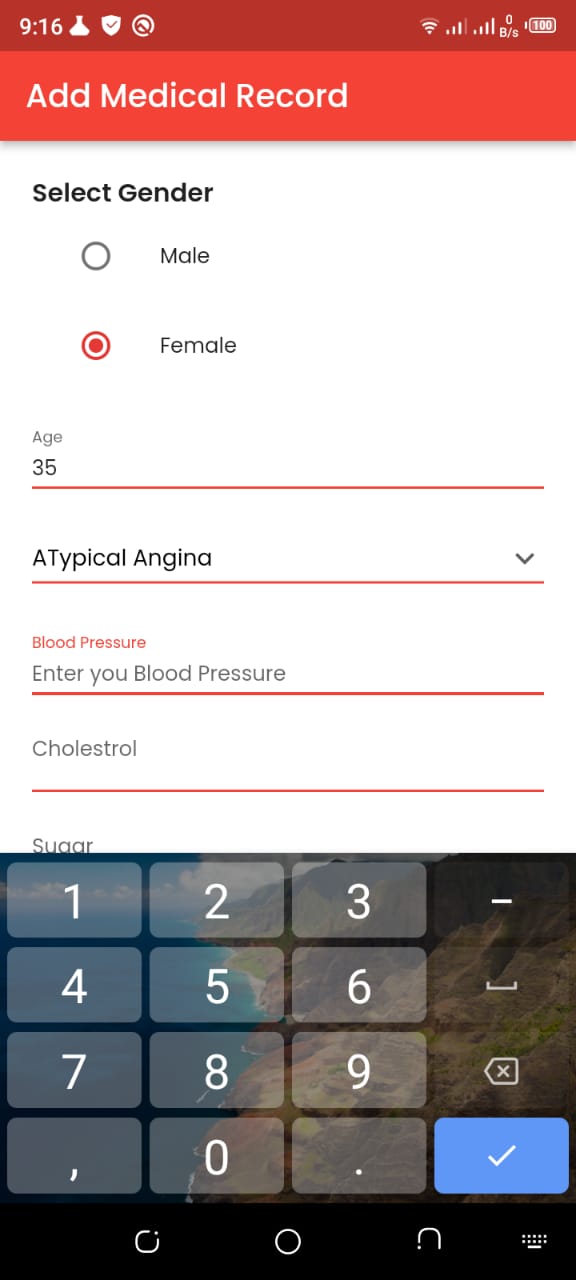 9:16 0 B/s 100
Add Medical Record
Select Gender
Male
Female
Age
35
ATypical Angina
Blood Pressure
Enter you Blood Pressure
Cholestrol
Sugar
1 2 3 -
4 5 6
7 8 9
, 0 .